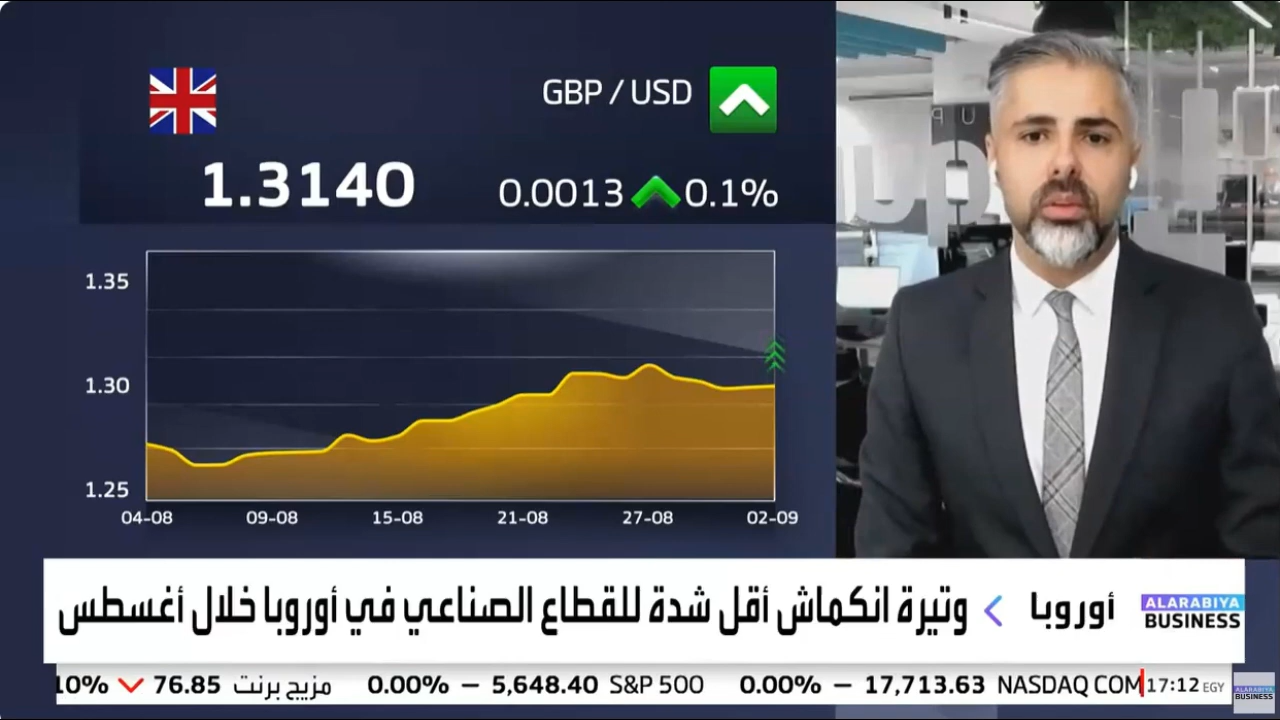 GBP / USD
1.3140
0.0013 0.1%
1.35
1.30
1.25
04-08 09-08 15-08 21-08 27-08 02-09
ALARABIYA
BUSINESS
أوروبا > وتيرة انكماش أقل شدة للقطاع الصناعي في أوروبا خلال أغسطس
17:12 EGY
NASDAQ COM 17,713.63 — 0.00%
S&P 500 5,648.40 — 0.00%
مزيج برنت 76.85 10%
ALARABIYA
BUSINESS